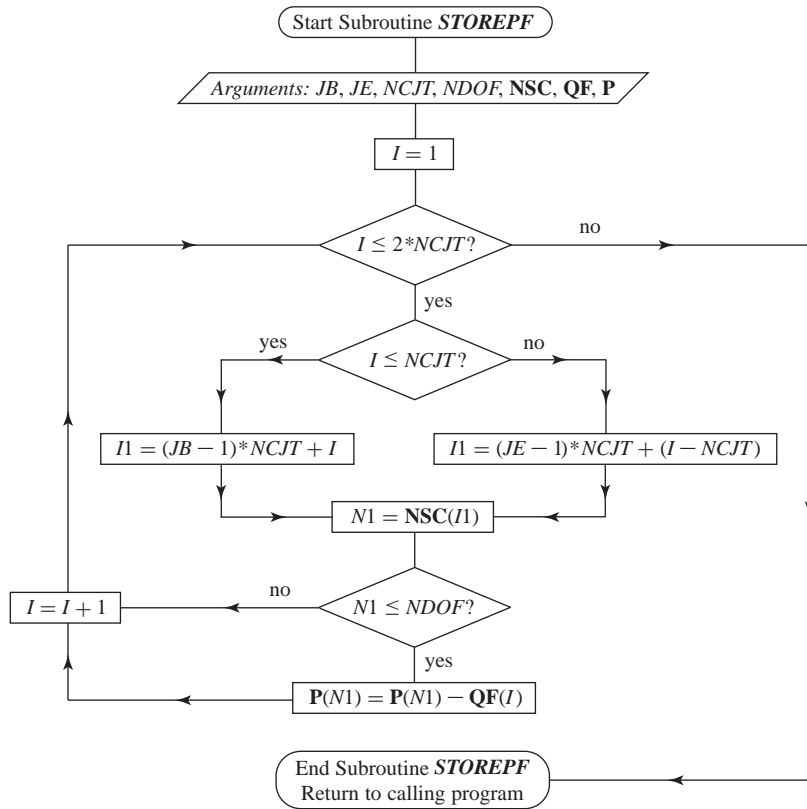 Start Subroutine STOREPF
Arguments: JB, JE, NCJT, NDOF, NSC, QF, P
I = 1
I ≤ 2*NCJT?
no
yes
I ≤ NCJT?
yes
no
I1 = (JB − 1)*NCJT + I
I1 = (JE − 1)*NCJT + (I − NCJT)
N1 = NSC(I1)
N1 ≤ NDOF?
no
I = I + 1
yes
P(N1) = P(N1) − QF(I)
End Subroutine STOREPF
Return to calling program